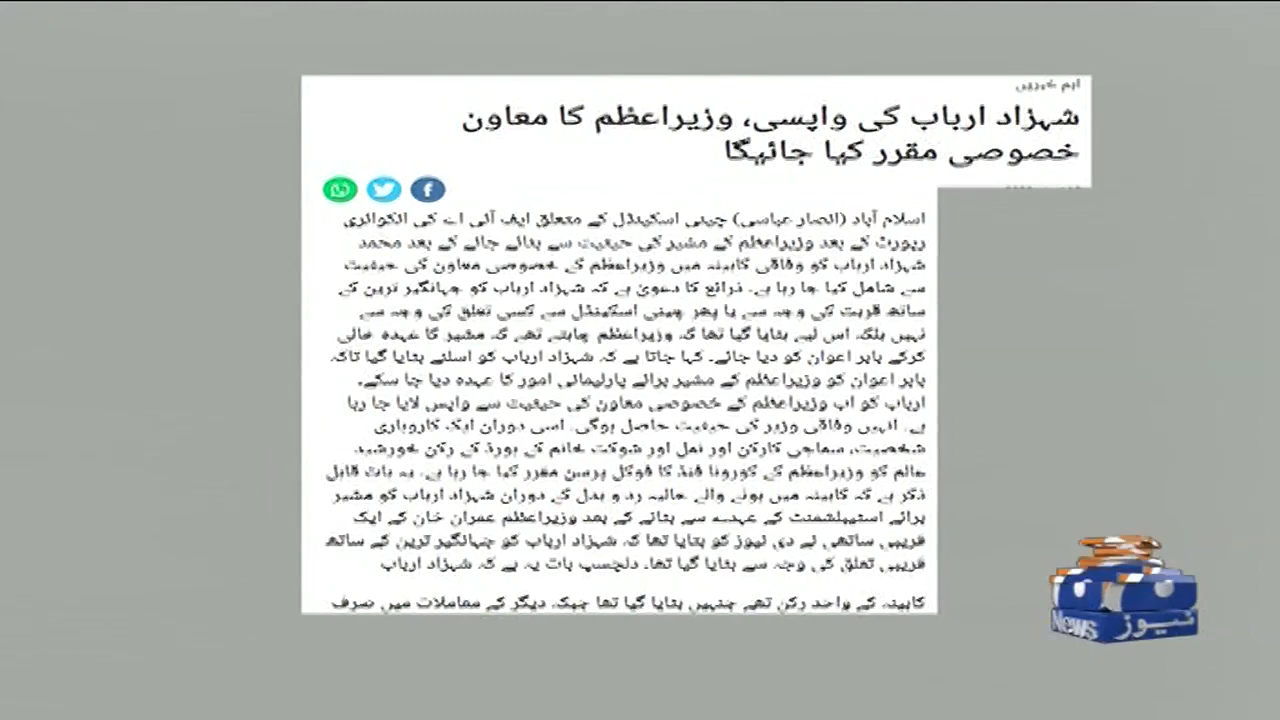 اہم خبریں
شہزاد ارباب کی واپسی، وزیراعظم کا معاون
خصوصی مقرر کیا جائیگا
اسلام آباد (انصار عباسی) چینی اسکینڈل کے متعلق ایف آئی اے کی انکوائری
رپورٹ کے بعد وزیراعظم کے مشیر کی حیثیت سے ہٹائے جانے کے بعد محمد
شہزاد ارباب کو وفاقی کابینہ میں وزیراعظم کے خصوصی معاون کی حیثیت
سے شامل کیا جا رہا ہے۔ ذرائع کا دعویٰ ہے کہ شہزاد ارباب کو جہانگیر ترین کے
ساتھ قربت کی وجہ سے یا پھر چینی اسکینڈل سے کسی تعلق کی وجہ سے
نہیں بلکہ اس لیے ہٹایا گیا تھا کہ وزیراعظم چاہتے تھے کہ مشیر کا عہدہ خالی
کرکے بابر اعوان کو دیا جائے۔ کہا جاتا ہے کہ شہزاد ارباب کو اسلئے ہٹایا گیا تاکہ
بابر اعوان کو وزیراعظم کے مشیر برائے پارلیمانی امور کا عہدہ دیا جا سکے۔
ارباب کو اب وزیراعظم کے خصوصی معاون کی حیثیت سے واپس لایا جا رہا
ہے۔ انہیں وفاقی وزیر کی حیثیت حاصل ہوگی۔ اسی دوران ایک کاروباری
شخصیت، سماجی کارکن اور نمل اور شوکت خانم کے بورڈ کے رکن خورشید
عالم کو وزیراعظم کے کورونا فنڈ کا فوکل پرسن مقرر کیا جا رہا ہے۔ یہ بات قابل
ذکر ہے کہ کابینہ میں ہونے والے حالیہ رد و بدل کے دوران شہزاد ارباب کو مشیر
برائے اسٹیبلشمنٹ کے عہدے سے ہٹانے کے بعد وزیراعظم عمران خان کے ایک
قریبی ساتھی نے دی نیوز کو بتایا تھا کہ شہزاد ارباب کو جہانگیر ترین کے ساتھ
قریبی تعلق کی وجہ سے ہٹایا گیا تھا۔ دلچسپ بات یہ ہے کہ شہزاد ارباب
کابینہ کے واحد رکن تھے جنہیں ہٹایا گیا تھا جبکہ دیگر کے معاملات میں صرف
News نیوز